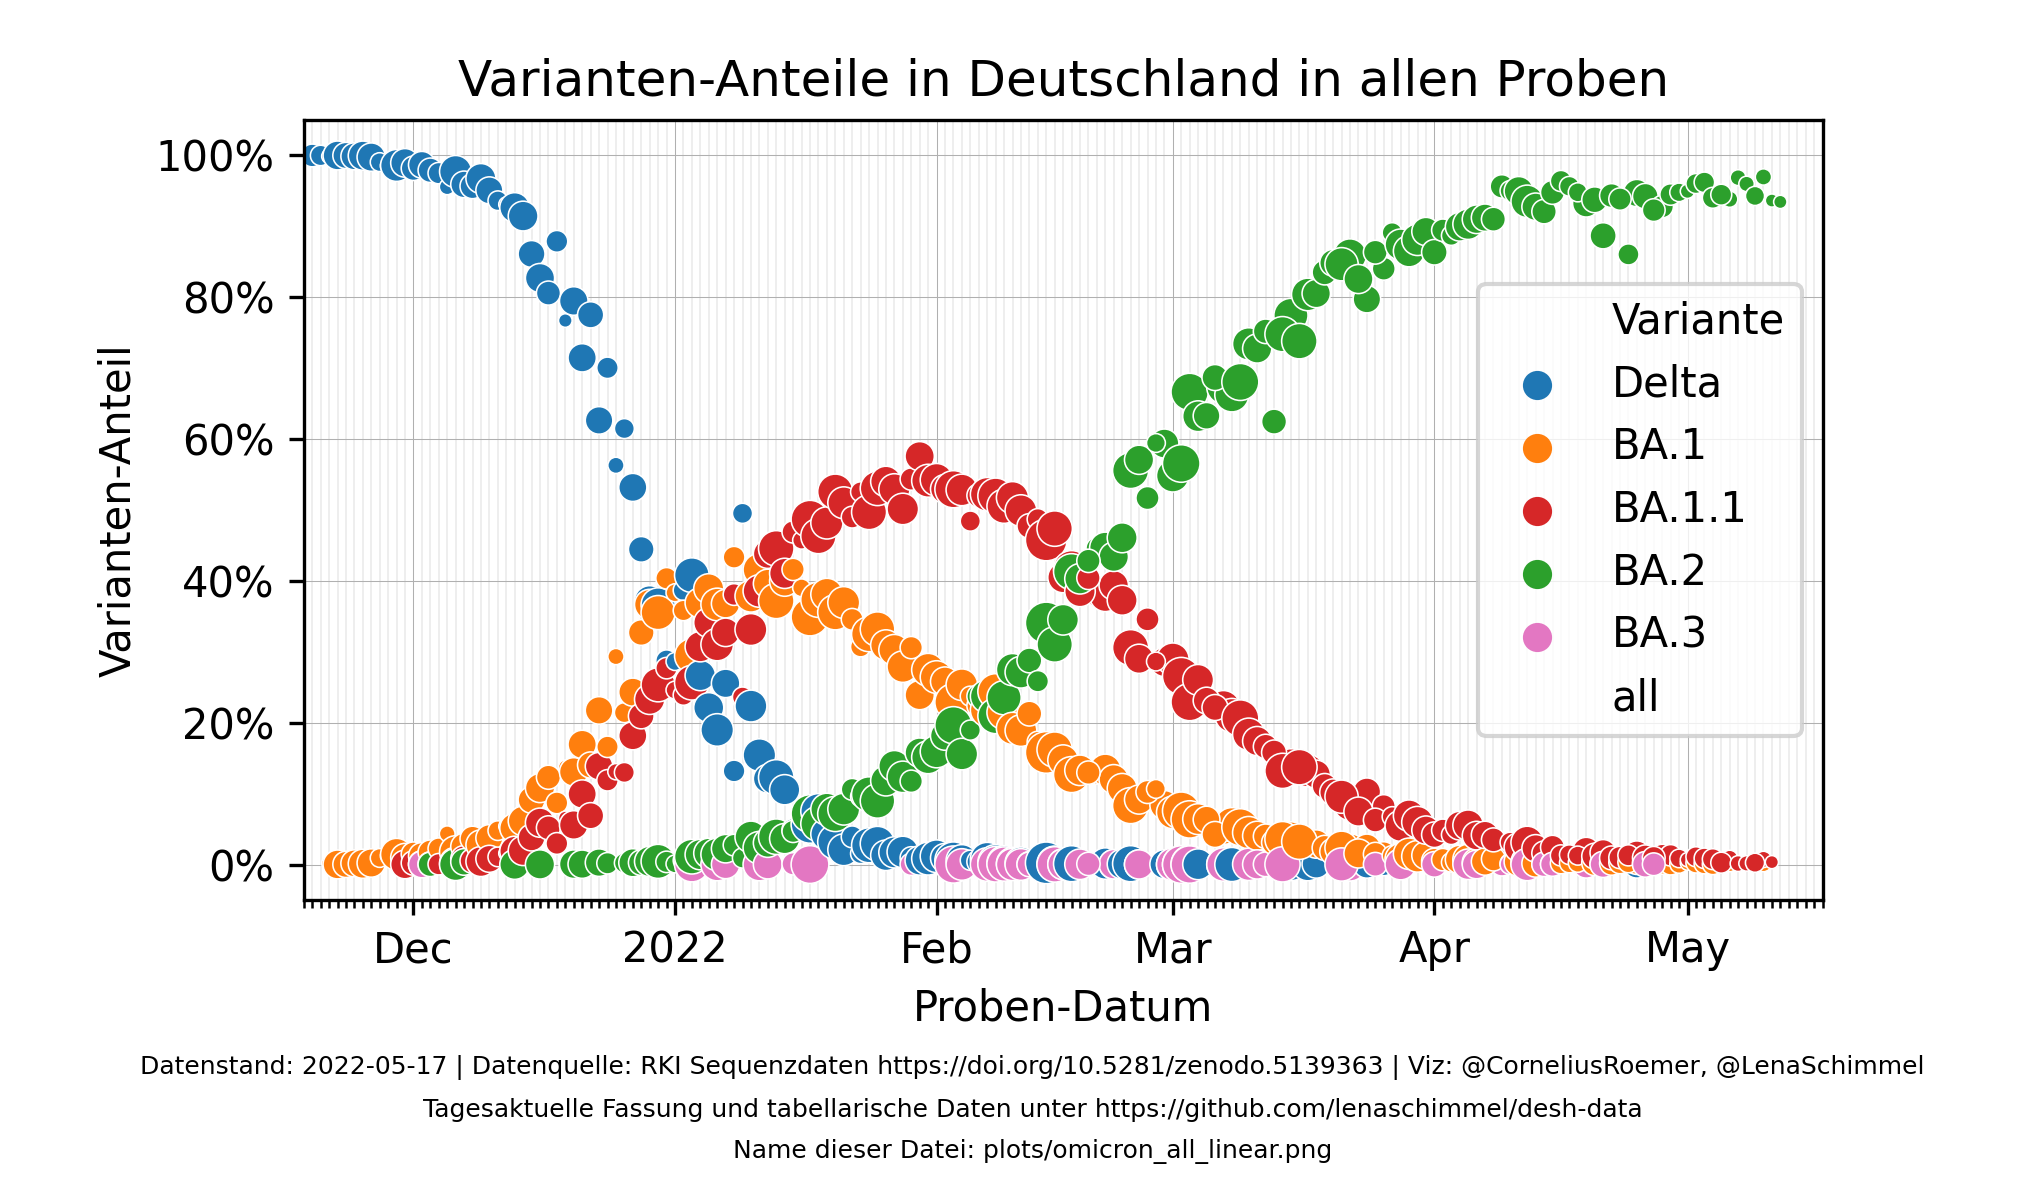 Varianten-Anteile in Deutschland in allen Proben
Varianten-Anteil
100%
80%
60%
40%
20%
0%
Variante
Delta
BA.1
BA.1.1
BA.2
BA.3
all
Dec 2022 Feb Mar Apr May
Proben-Datum
Datenstand: 2022-05-17 | Datenquelle: RKI Sequenzdaten https://doi.org/10.5281/zenodo.5139363 | Viz: @CorneliusRoemer, @LenaSchimmel
Tagesaktuelle Fassung und tabellarische Daten unter https://github.com/lenaschimmel/desh-data
Name dieser Datei: plots/omicron_all_linear.png